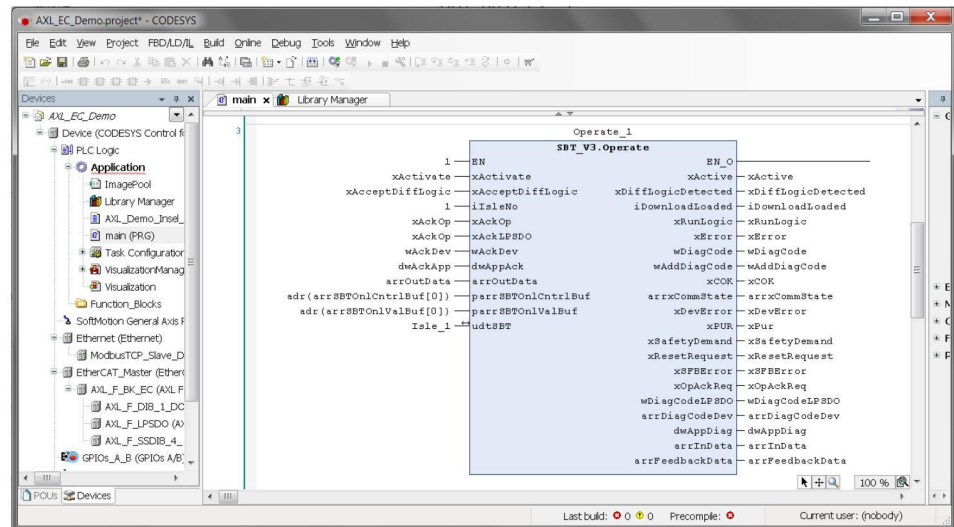 AXL_EC_Demo.project* - CODESYS
File Edit View Project FBD/LD/IL Build Online Debug Tools Window Help
Devices
main
Library Manager
AXL_EC_Demo
Device (CODESYS Control f
PLC Logic
Application
ImagePool
Library Manager
AXL_Demo_Insel_
main (PRG)
Task Configuration
VisualizationManag
Visualization
Function_Blocks
SoftMotion General Axis P
Ethernet (Ethernet)
ModbusTCP_Slave_D
EtherCAT_Master (Ether
AXL_F_BK_EC (AXL F
AXL_F_DI8_1_DC
AXL_F_LPSDO (AX
AXL_F_SSDI8_4_
GPIOs_A_B (GPIOs A/B)
POUs Devices
3
Operate_1
SBT_V3.Operate
1 EN EN_O
xActivate xActivate xActive xActive
xAcceptDiffLogic xAcceptDiffLogic xDiffLogicDetected xDiffLogicDetected
1 iIsleNo iDownloadLoaded iDownloadLoaded
xAckOp xAckOp xRunLogic xRunLogic
xAckOp xAckLPSDO xError xError
wAckDev wAckDev wDiagCode wDiagCode
dwAckApp dwAppAck wAddDiagCode wAddDiagCode
arrOutData arrOutData xCOK xCOK
adr(arrSBTOnlCntrlBuf[0]) parrSBTOnlCntrlBuf arrxCommState arrxCommState
adr(arrSBTOnlValBuf[0]) parrSBTOnlValBuf xDevError xDevError
Isle_1 udtSBT xPUR xPur
xSafetyDemand xSafetyDemand
xResetRequest xResetRequest
xSFBError xSFBError
xOpAckReq xOpAckReq
wDiagCodeLPSDO wDiagCodeLPSDO
arrDiagCodeDev arrDiagCodeDev
dwAppDiag dwAppDiag
arrInData arrInData
arrFeedbackData arrFeedbackData
100 %
Last build: 0 0 Precompile: Current user: (nobody)